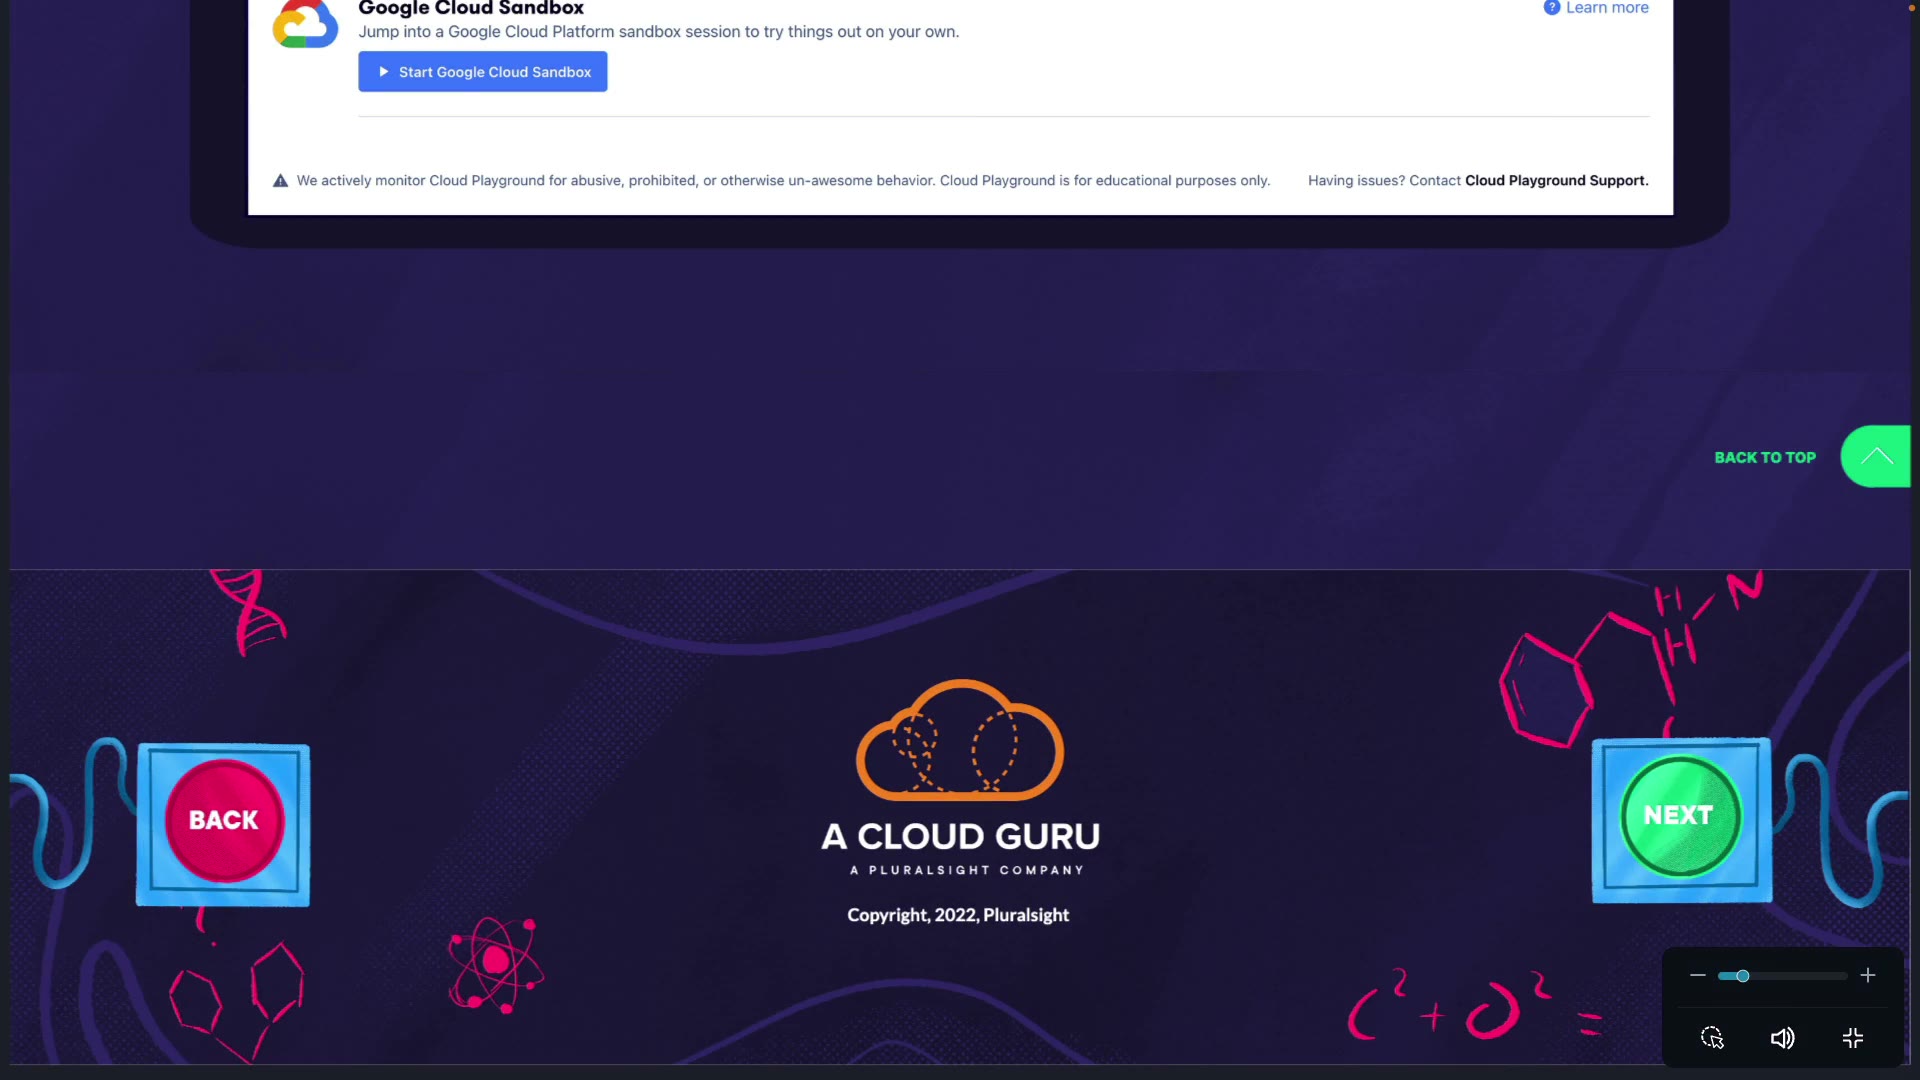 Google Cloud Sandbox
? Learn more
Jump into a Google Cloud Platform sandbox session to try things out on your own.
Start Google Cloud Sandbox
We actively monitor Cloud Playground for abusive, prohibited, or otherwise un-awesome behavior. Cloud Playground is for educational purposes only.
Having issues? Contact Cloud Playground Support.
BACK TO TOP
H N
H
BACK
NEXT
A CLOUD GURU
A PLURALSIGHT COMPANY
Copyright, 2022, Pluralsight
C² + O² =